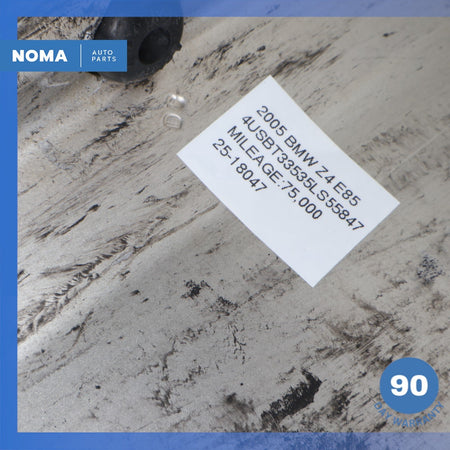 NOMA
AUTO
PARTS
2005 BMW Z4 E85
4USBT33535LS55847
MILEAGE:75,000
25-18047
90
DAY WARRANTY